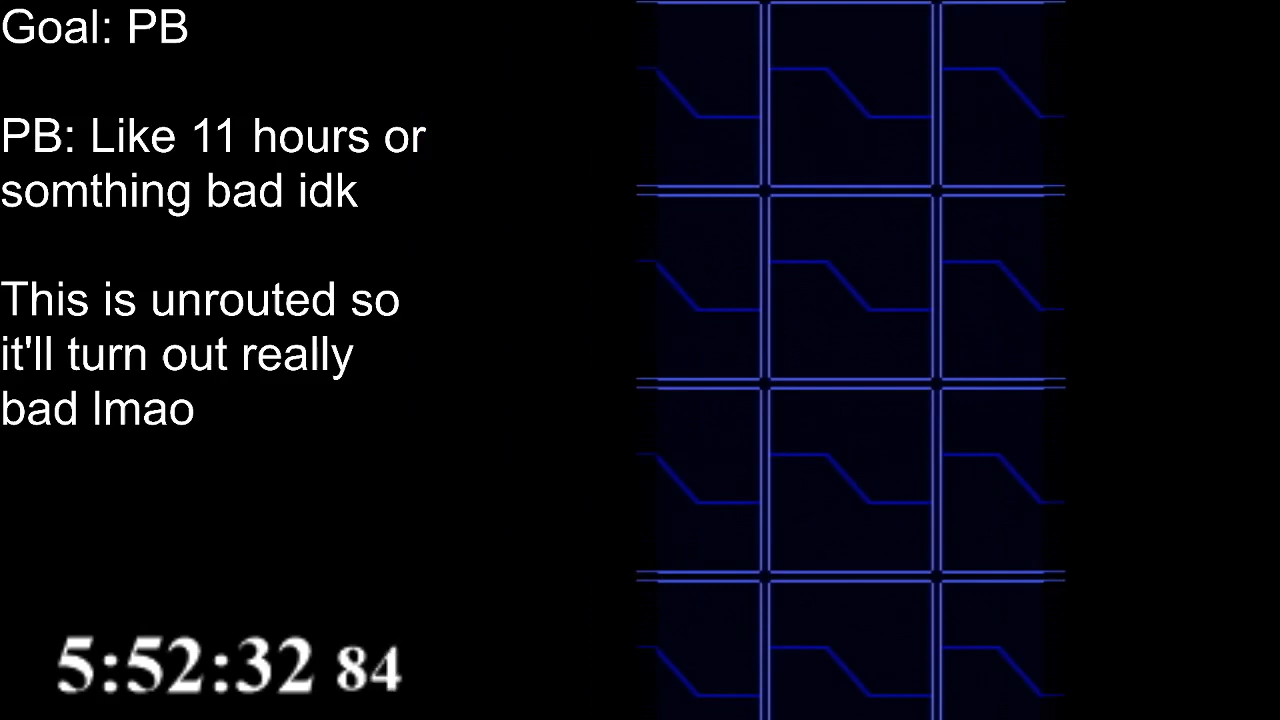 Goal: PB
PB: Like 11 hours or
somthing bad idk
This is unrouted so
it'll turn out really
bad lmao
5:52:32 84